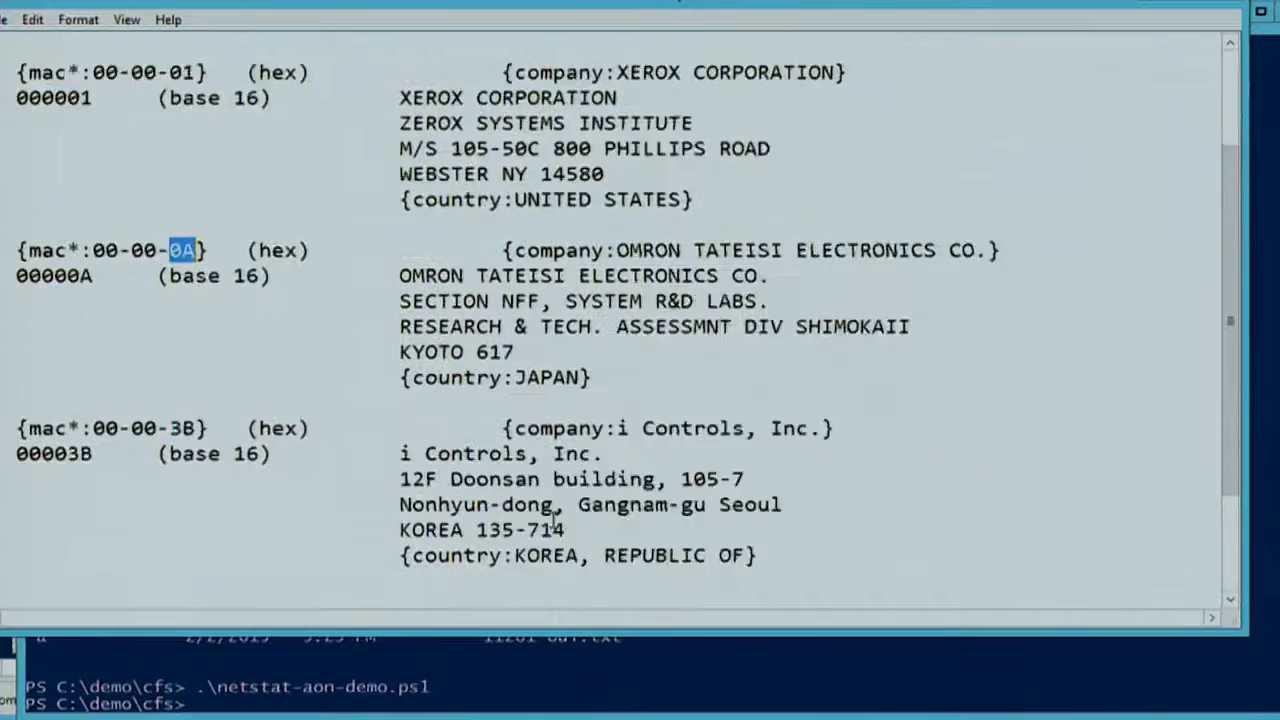 Edit Format View Help
{mac*:00-00-01} (hex) {company:XEROX CORPORATION}
000001 (base 16) XEROX CORPORATION
ZEROX SYSTEMS INSTITUTE
M/S 105-50C 800 PHILLIPS ROAD
WEBSTER NY 14580
{country:UNITED STATES}
{mac*:00-00-0A} (hex) {company:OMRON TATEISI ELECTRONICS CO.}
00000A (base 16) OMRON TATEISI ELECTRONICS CO.
SECTION NFF, SYSTEM R&D LABS.
RESEARCH & TECH. ASSESSMNT DIV SHIMOKAII
KYOTO 617
{country:JAPAN}
{mac*:00-00-3B} (hex) {company:i Controls, Inc.}
00003B (base 16) i Controls, Inc.
12F Doonsan building, 105-7
Nonhyun-dong, Gangnam-gu Seoul
KOREA 135-714
{country:KOREA, REPUBLIC OF}
PS C:\demo\cfs> .\netstat-aon-demo.ps1
PS C:\demo\cfs>